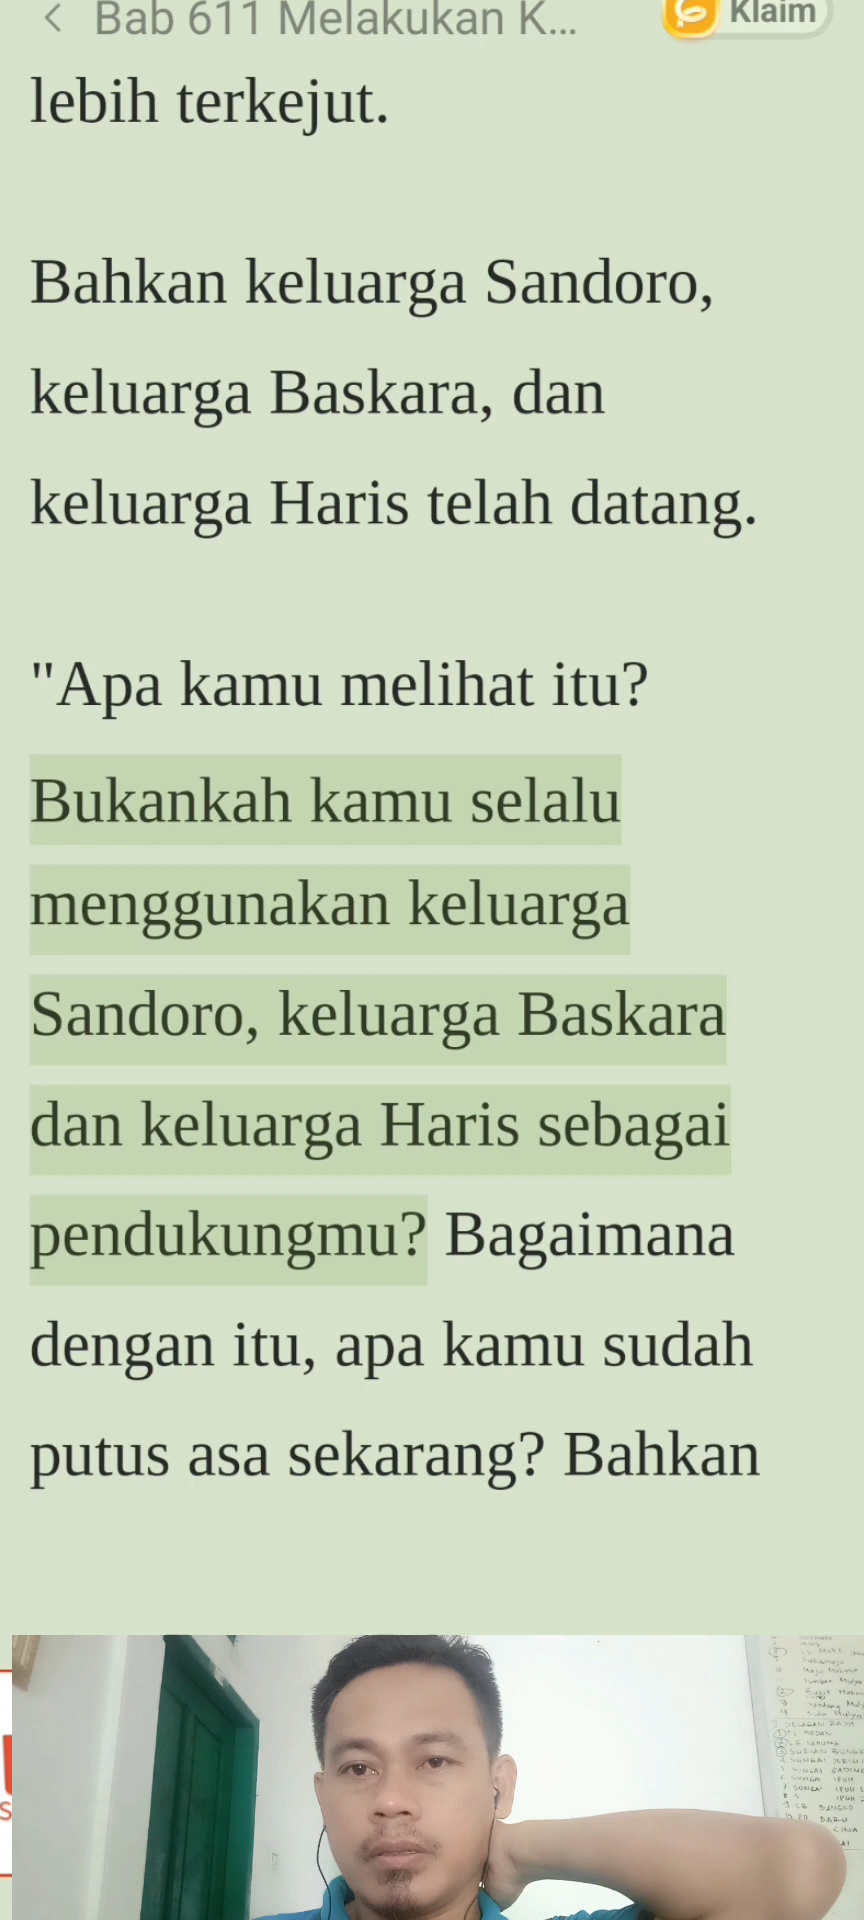 Bab 611 Melakukan K...
Klaim
lebih terkejut.
Bahkan keluarga Sandoro,
keluarga Baskara, dan
keluarga Haris telah datang.
"Apa kamu melihat itu?
Bukankah kamu selalu
menggunakan keluarga
Sandoro, keluarga Baskara
dan keluarga Haris sebagai
pendukungmu? Bagaimana
dengan itu, apa kamu sudah
putus asa sekarang? Bahkan